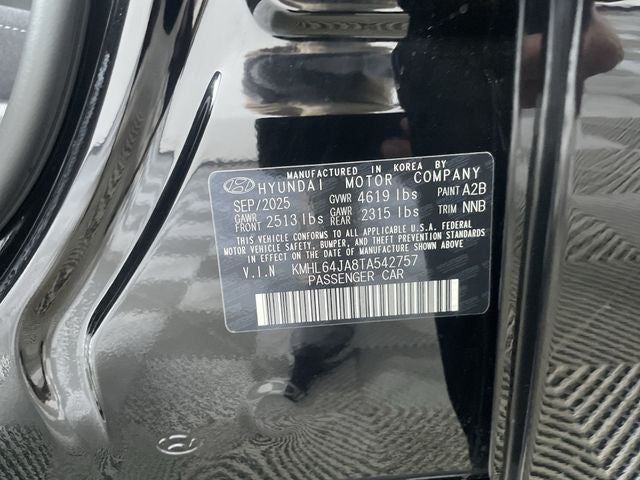 MANUFACTURED IN KOREA BY
HYUNDAI MOTOR COMPANY
SEP/2025 GVWR 4619 lbs PAINT A2B
GAWR FRONT 2513 lbs GAWR REAR 2315 lbs TRIM NNB
THIS VEHICLE CONFORMS TO ALL APPLICABLE U.S.A. FEDERAL
MOTOR VEHICLE SAFETY, BUMPER, AND THEFT PREVENTION STANDARDS
IN EFFECT ON THE DATE OF MANUFACTURE SHOWN ABOVE.
V.I.N KMHL64JA8TA542757
PASSENGER CAR